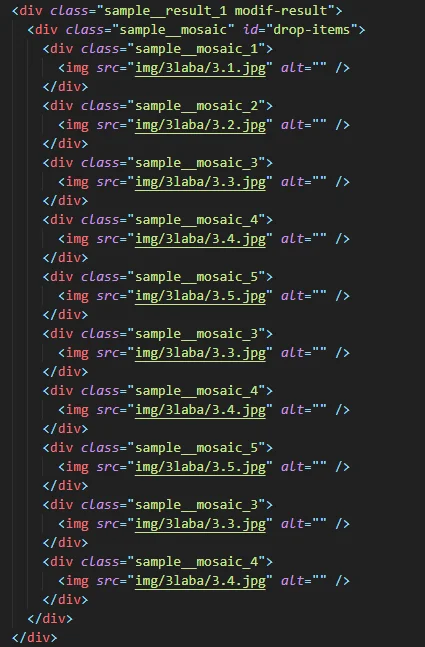 <div class="sample__result_1 modif-result">
<div class="sample__mosaic" id="drop-items">
<div class="sample__mosaic_1">
<img src="img/3laba/3.1.jpg" alt="" />
</div>
<div class="sample__mosaic_2">
<img src="img/3laba/3.2.jpg" alt="" />
</div>
<div class="sample__mosaic_3">
<img src="img/3laba/3.3.jpg" alt="" />
</div>
<div class="sample__mosaic_4">
<img src="img/3laba/3.4.jpg" alt="" />
</div>
<div class="sample__mosaic_5">
<img src="img/3laba/3.5.jpg" alt="" />
</div>
<div class="sample__mosaic_3">
<img src="img/3laba/3.3.jpg" alt="" />
</div>
<div class="sample__mosaic_4">
<img src="img/3laba/3.4.jpg" alt="" />
</div>
<div class="sample__mosaic_5">
<img src="img/3laba/3.5.jpg" alt="" />
</div>
<div class="sample__mosaic_3">
<img src="img/3laba/3.3.jpg" alt="" />
</div>
<div class="sample__mosaic_4">
<img src="img/3laba/3.4.jpg" alt="" />
</div>
</div>
</div>